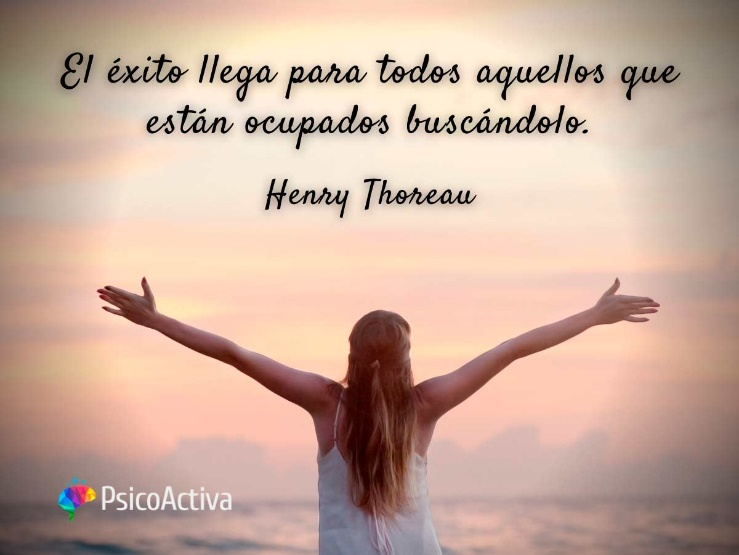 El éxito llega para todos aquellos que
están ocupados buscándolo.
Henry Thoreau
PsicoActiva